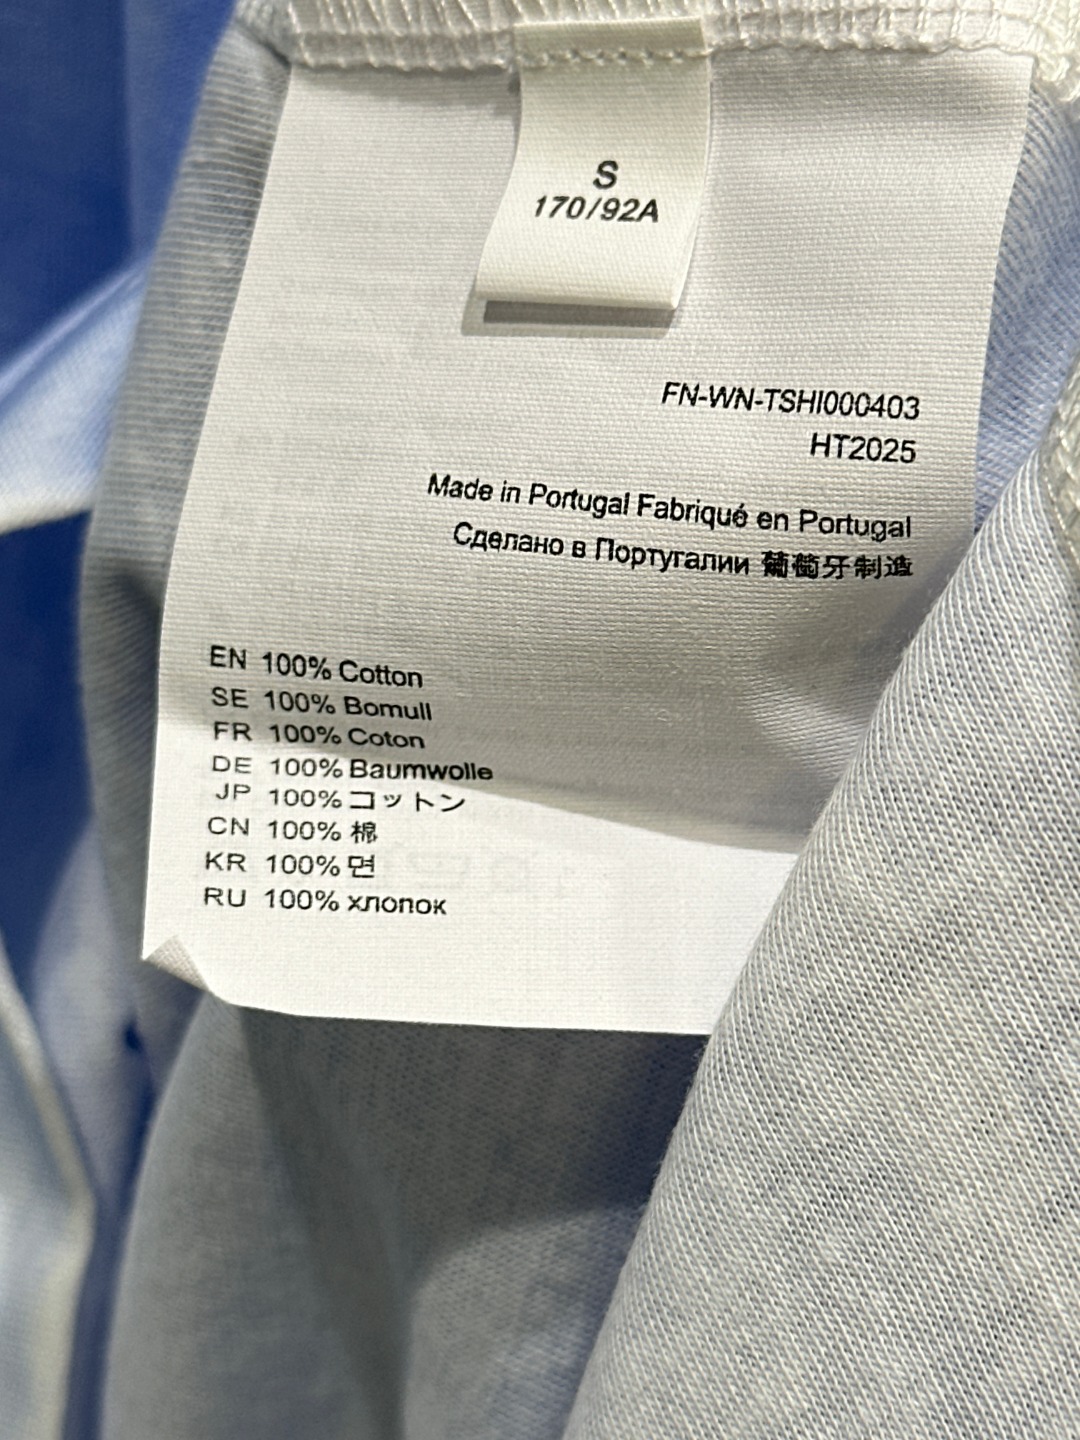 S
170/92A
FN-WN-TSHI000403
HT2025
Made in Portugal Fabriqué en Portugal
Сделано в Португалии 葡萄牙制造
EN 100% Cotton
SE 100% Bomull
FR 100% Coton
DE 100% Baumwolle
JP 100% コットン
CN 100% 棉
KR 100% 면
RU 100% хлопок